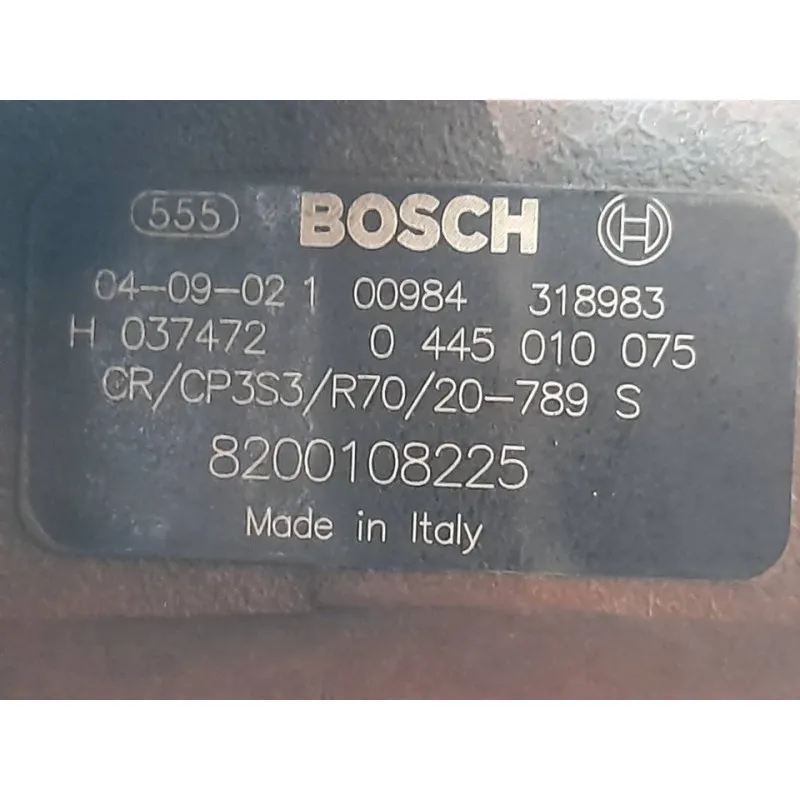 555 BOSCH H
04-09-02 1 00984 318983
H 037472 0 445 010 075
CR/CP3S3/R70/20-789 S
8200108225
Made in Italy